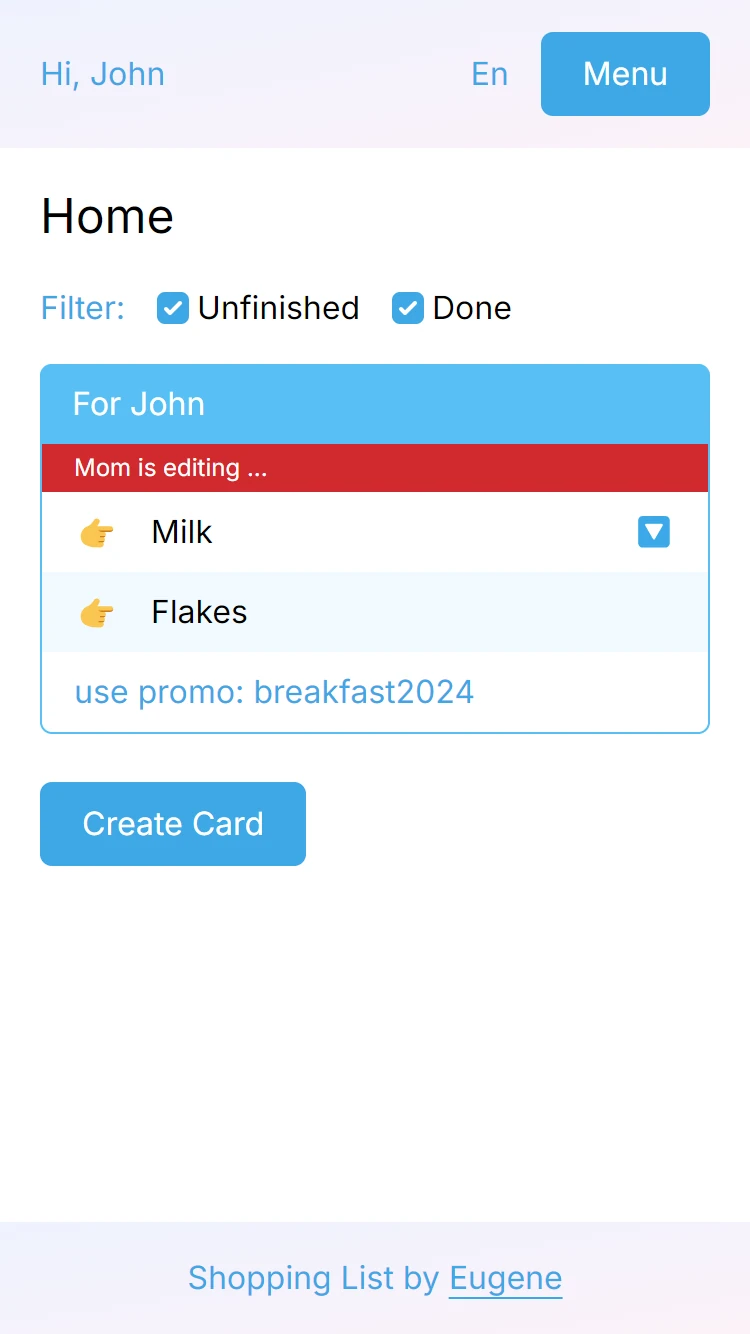 Hi, John En Menu
Home
Filter: Unfinished Done
For John
Mom is editing ...
Milk
Flakes
use promo: breakfast2024
Create Card
Shopping List by Eugene